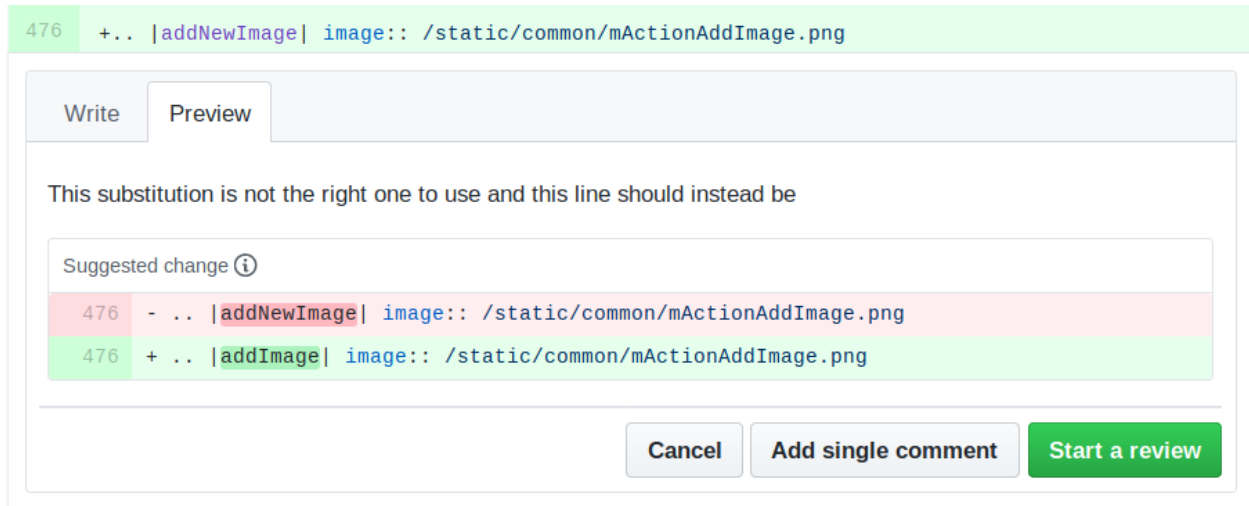 476 +.. |addNewImage| image:: /static/common/mActionAddImage.png
Write Preview
This substitution is not the right one to use and this line should instead be
Suggested change
476 - .. |addNewImage| image:: /static/common/mActionAddImage.png
476 + .. |addImage| image:: /static/common/mActionAddImage.png
Cancel Add single comment Start a review